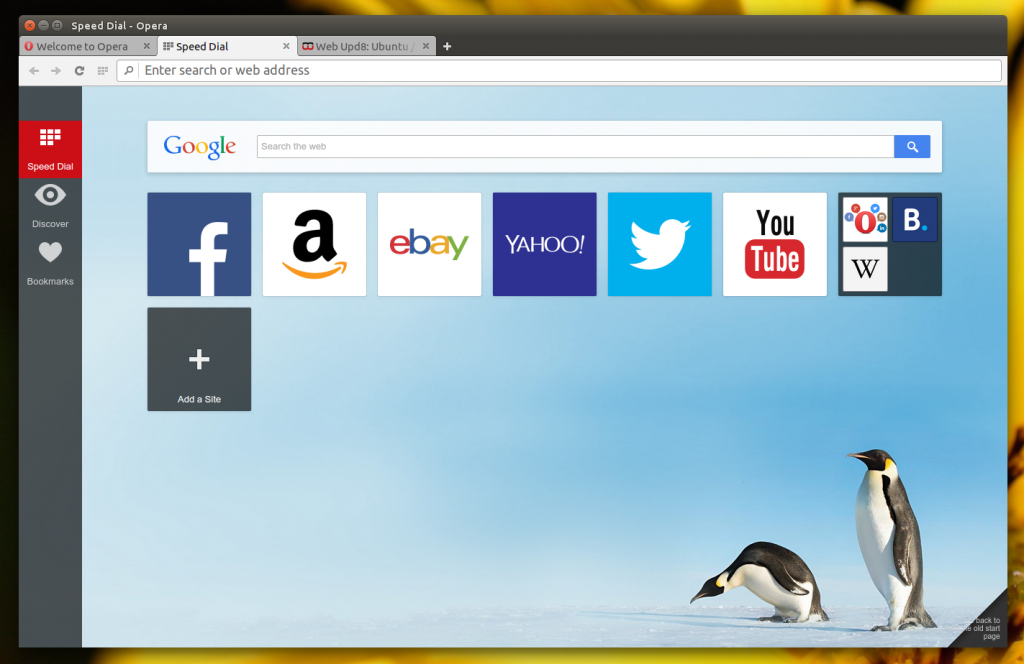 Speed Dial - Opera
Welcome to Opera
Speed Dial
Web Upd8: Ubuntu /
Enter search or web address
Speed Dial
Discover
Bookmarks
Google
Search the web
f
a
ebay
YAHOO!
You
Tube
B.
W
Add a Site
back to
old start
page